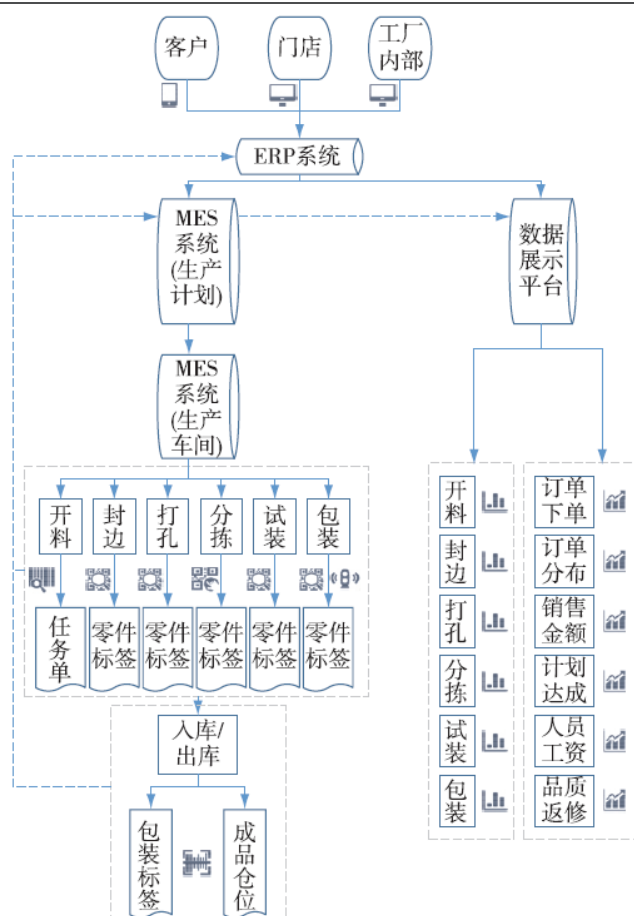 客户
门店
工厂
内部
ERP系统
MES
系统
(生产
计划)
数据
展示
平台
MES
系统
(生产
车间)
开料
封边
打孔
分拣
试装
包装
任务单
零件
标签
零件
标签
零件
标签
零件
标签
零件
标签
入库/
出库
包装标签
成品仓位
开料
封边
打孔
分拣
试装
包装
订单
下单
订单
分布
销售
金额
计划
达成
人员
工资
品质
返修